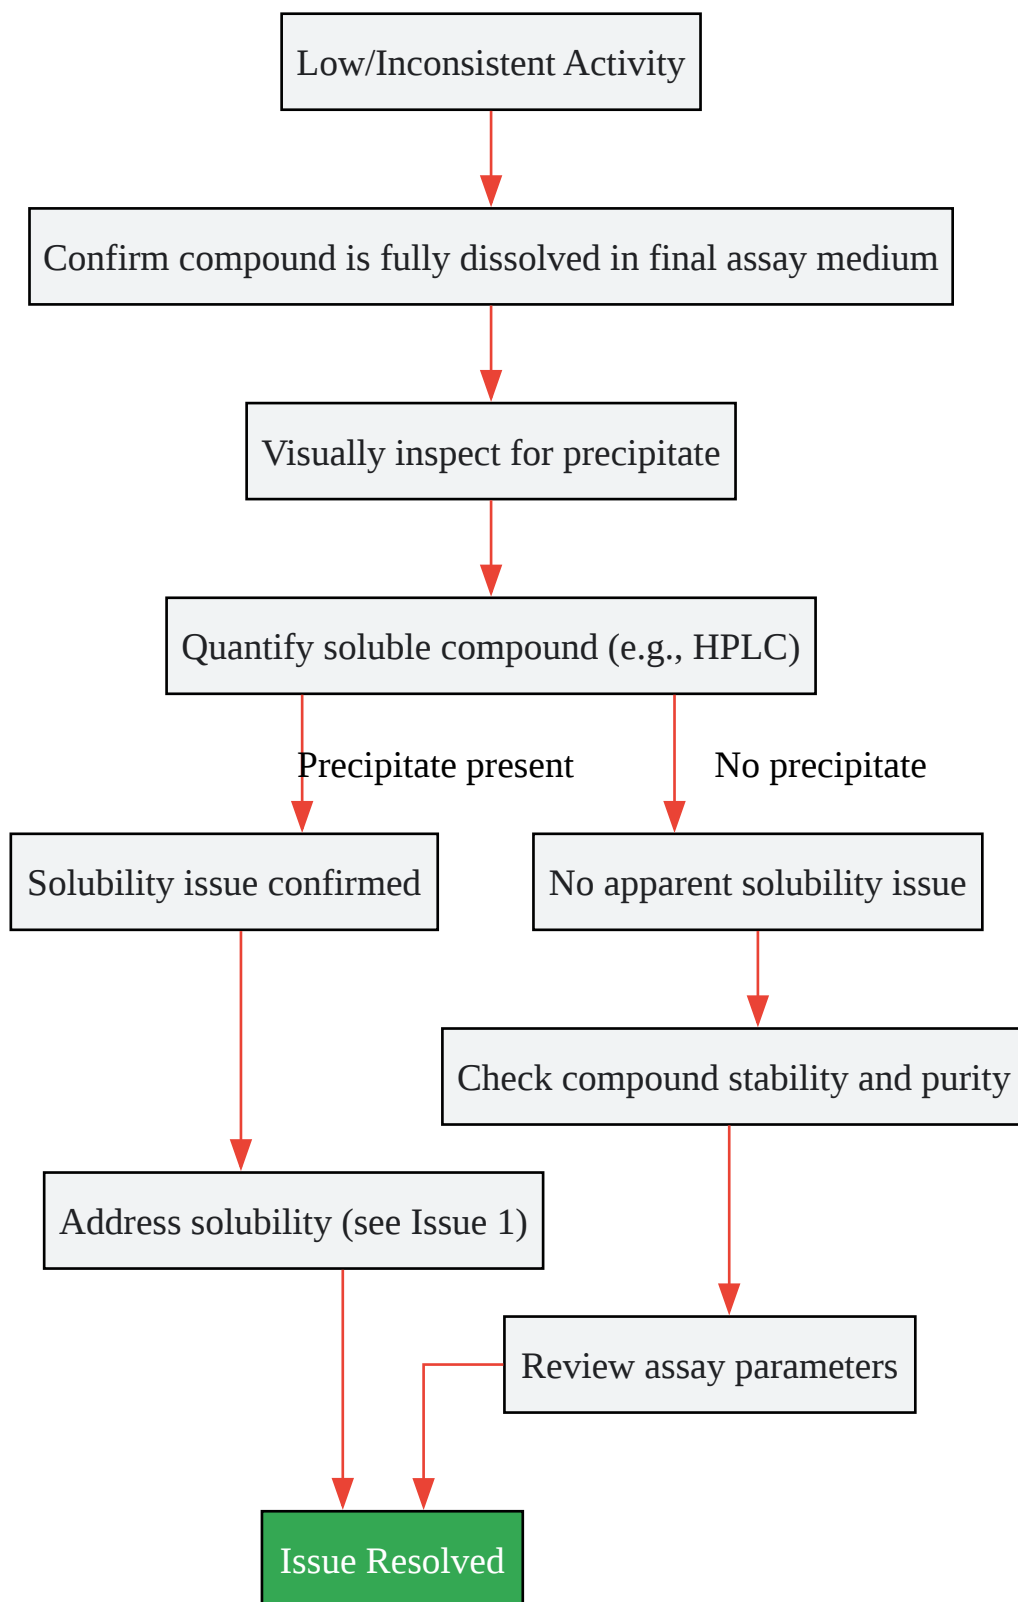 Low/Inconsistent Activity
Confirm compound is fully dissolved in final assay medium
Visually inspect for precipitate
Quantify soluble compound (e.g., HPLC)
Precipitate present
No precipitate
Solubility issue confirmed
No apparent solubility issue
Check compound stability and purity
Address solubility (see Issue 1)
Review assay parameters
Issue Resolved